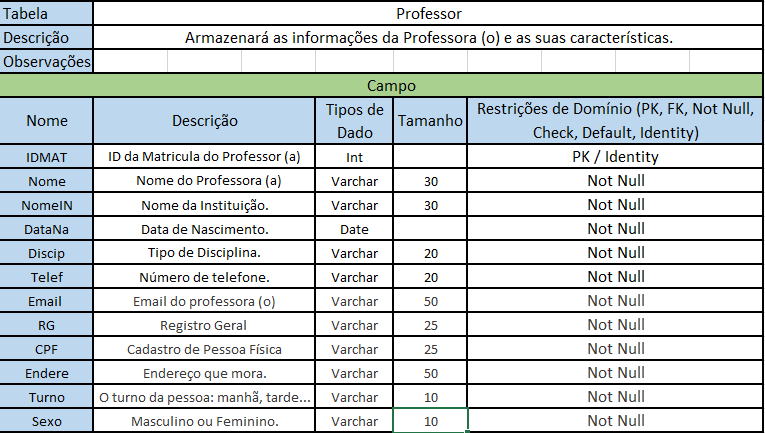 Tabela Professor
Descrição Armazenará as informações da Professora (o) e as suas características.
Observações
Campo
Nome Descrição Tipos de Dado Tamanho Restrições de Domínio (PK, FK, Not Null, Check, Default, Identity)
IDMAT ID da Matricula do Professor (a) Int PK / Identity
Nome Nome do Professora (a) Varchar 30 Not Null
NomeIN Nome da Instituição. Varchar 30 Not Null
DataNa Data de Nascimento. Date Not Null
Discip Tipo de Disciplina. Varchar 20 Not Null
Telef Número de telefone. Varchar 20 Not Null
Email Email do professora (o) Varchar 50 Not Null
RG Registro Geral Varchar 25 Not Null
CPF Cadastro de Pessoa Física Varchar 25 Not Null
Endere Endereço que mora. Varchar 50 Not Null
Turno O turno da pessoa: manhã, tarde... Varchar 10 Not Null
Sexo Masculino ou Feminino. Varchar 10 Not Null